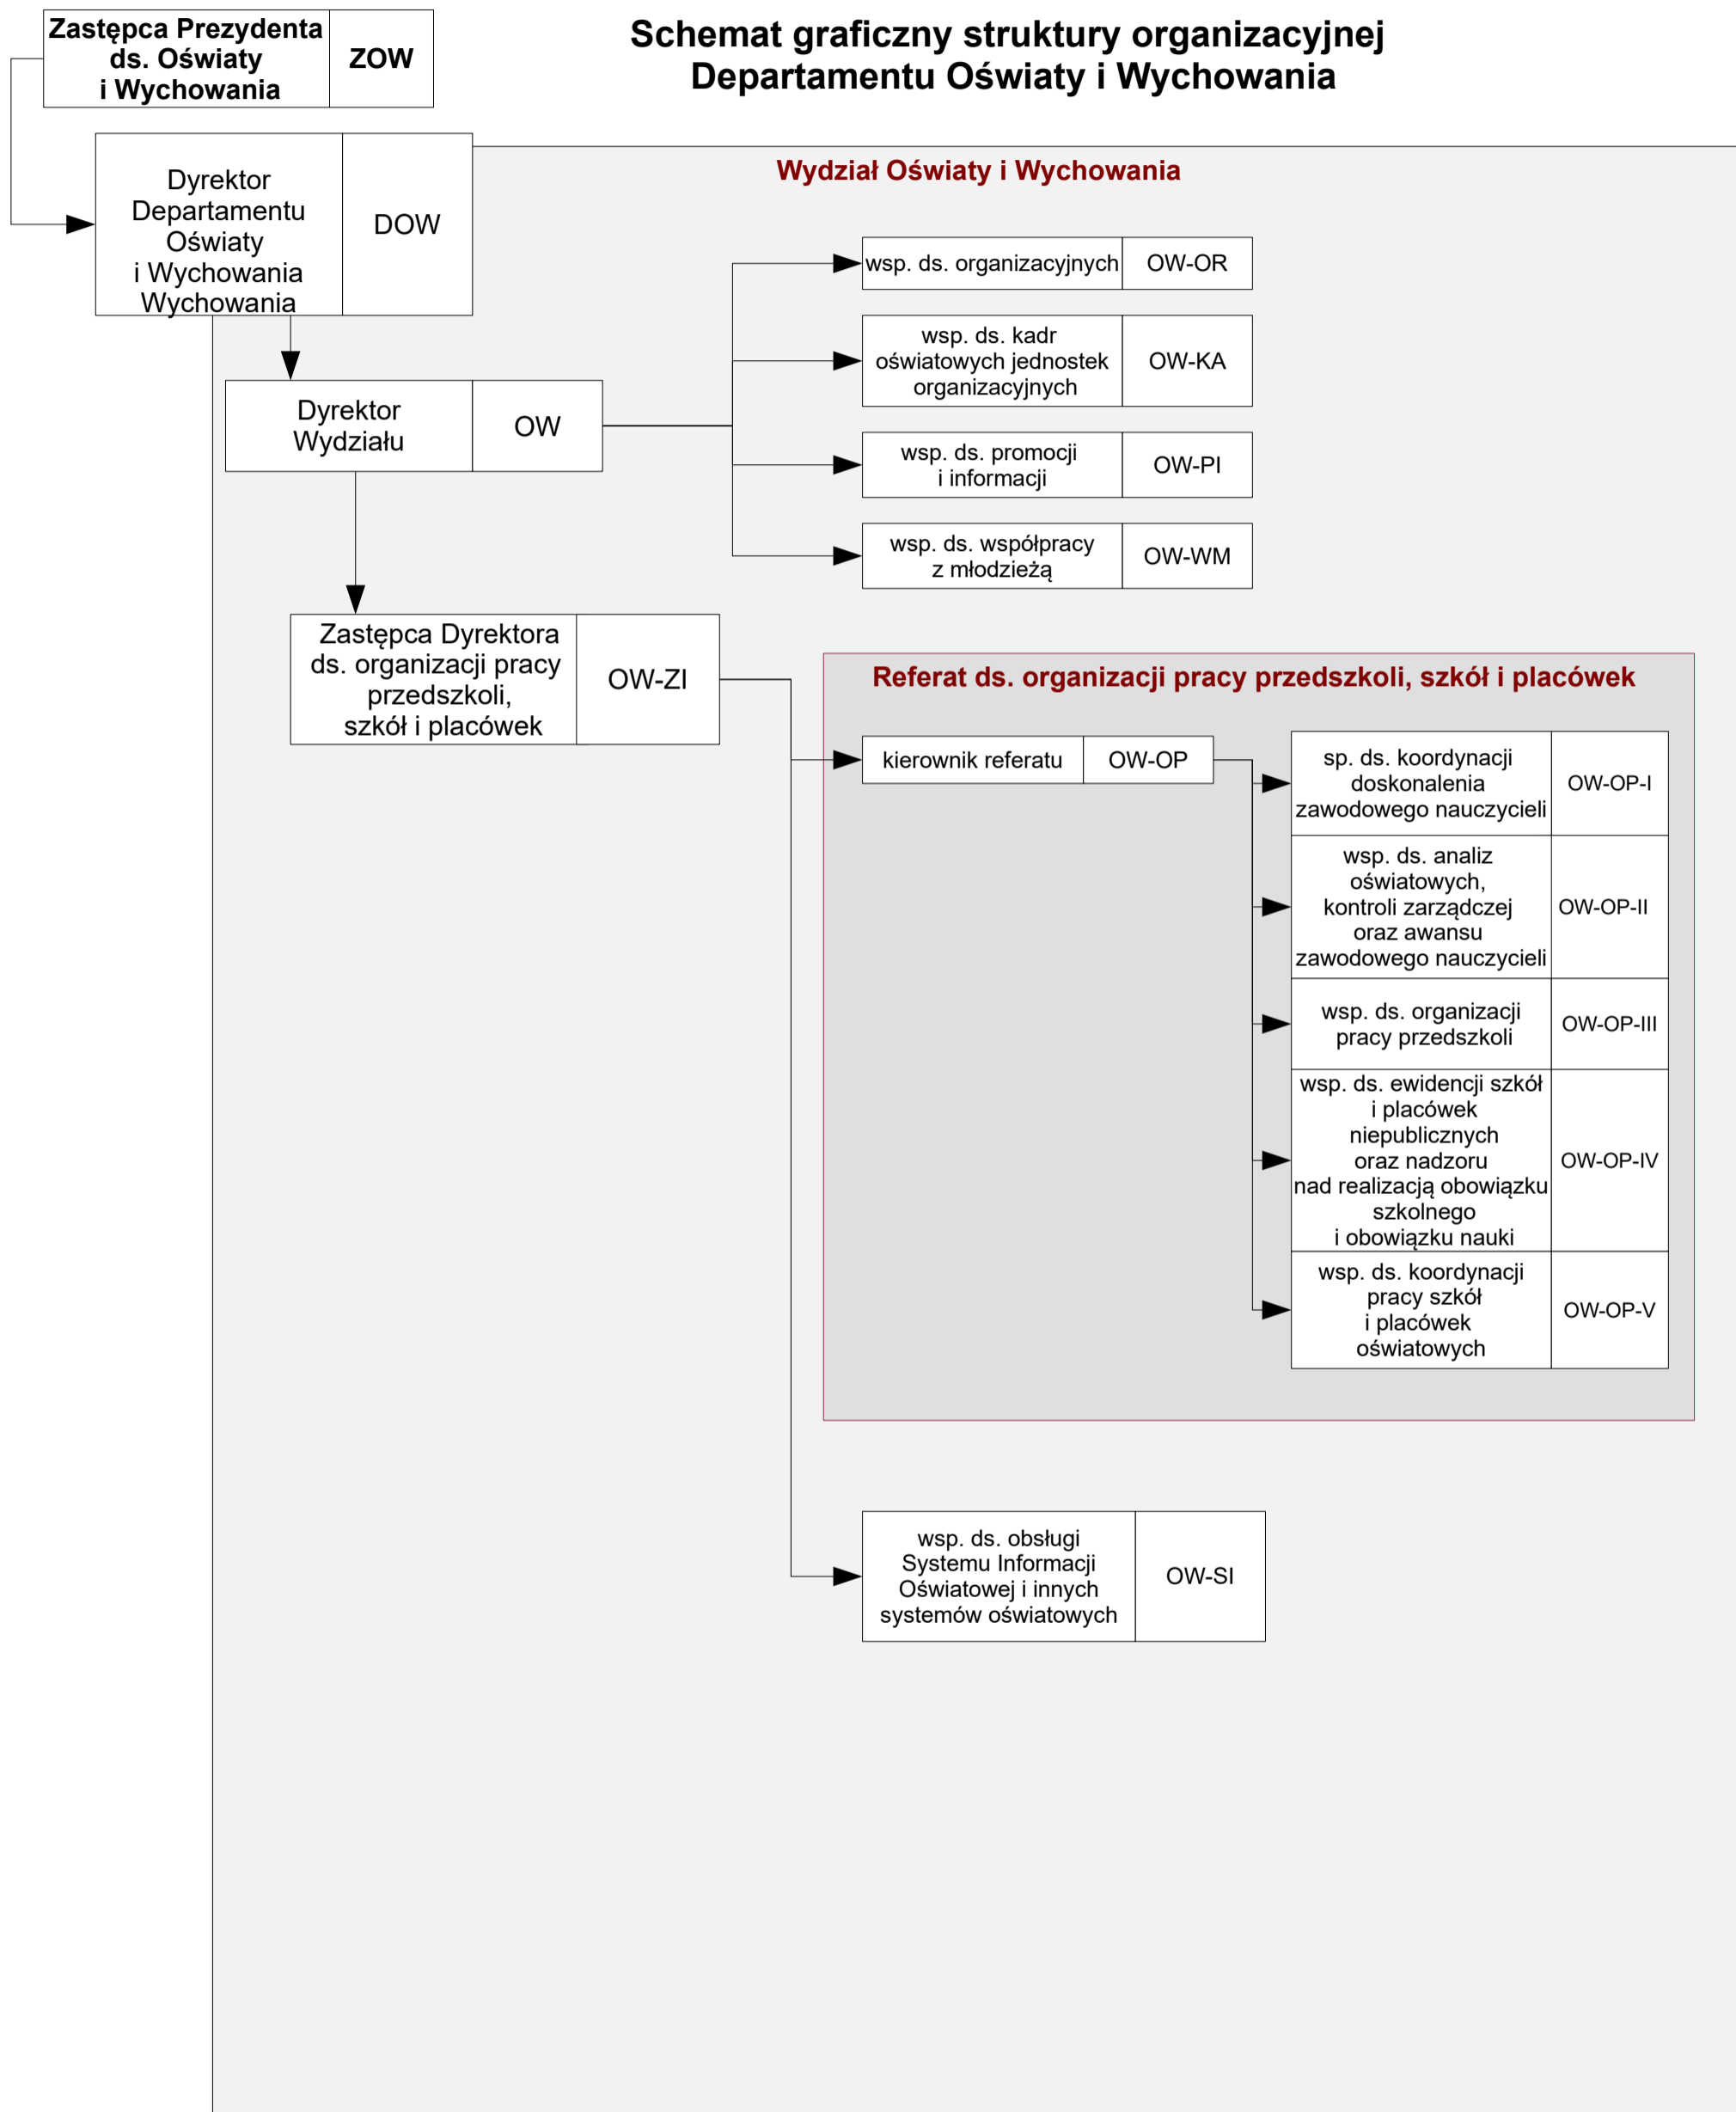 Zastępca Prezydenta
ds. Oświaty
i Wychowania
ZOW
Schemat graficzny struktury organizacyjnej
Departamentu Oświaty i Wychowania
Dyrektor
Departamentu
Oświaty
i Wychowania
Wychowania
DOW
Wydział Oświaty i Wychowania
wsp. ds. organizacyjnych
OW-OR
wsp. ds. kadr
oświatowych jednostek
organizacyjnych
OW-KA
Dyrektor
Wydziału
OW
wsp. ds. promocji
i informacji
OW-PI
wsp. ds. współpracy
z młodzieżą
OW-WM
Zastępca Dyrektora
ds. organizacji pracy
przedszkoli,
szkół i placówek
OW-ZI
Referat ds. organizacji pracy przedszkoli, szkół i placówek
kierownik referatu
OW-OP
sp. ds. koordynacji
doskonalenia
zawodowego nauczycieli
OW-OP-I
wsp. ds. analiz
oświatowych,
kontroli zarządczej
oraz awansu
zawodowego nauczycieli
OW-OP-II
wsp. ds. organizacji
pracy przedszkoli
OW-OP-III
wsp. ds. ewidencji szkół
i placówek
niepublicznych
oraz nadzoru
nad realizacją obowiązku
szkolnego
i obowiązku nauki
OW-OP-IV
wsp. ds. koordynacji
pracy szkół
i placówek
oświatowych
OW-OP-V
wsp. ds. obsługi
Systemu Informacji
Oświatowej i innych
systemów oświatowych
OW-SI